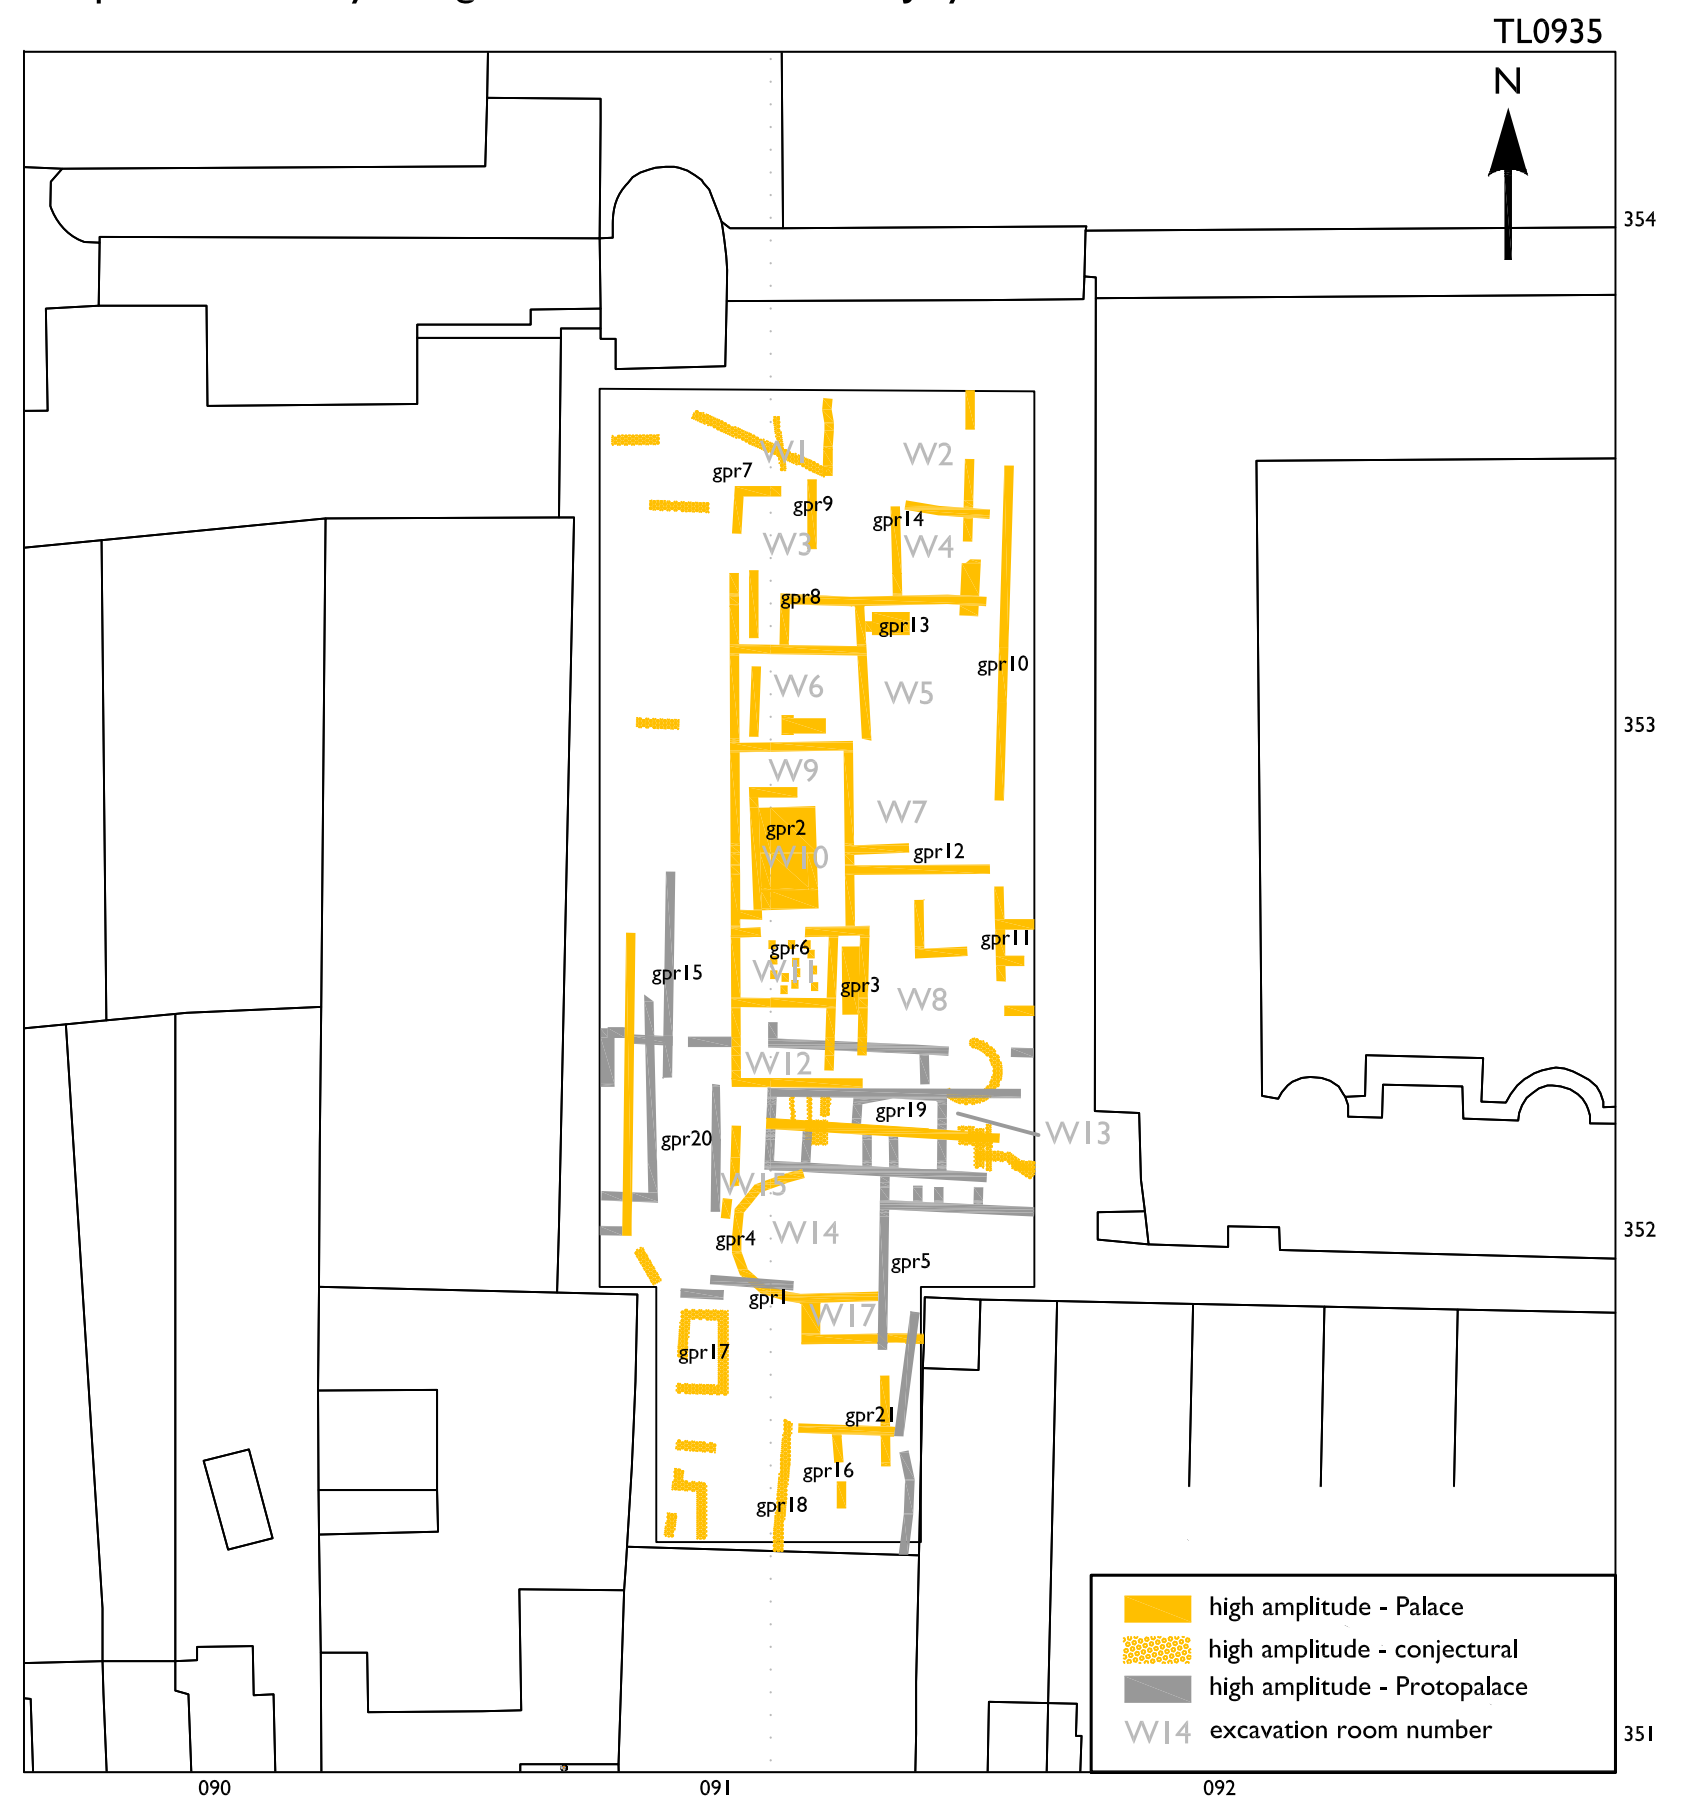 TL0935
N
354
W1
W2
gpr7
gpr9
gpr14
W3
W4
gpr8
gpr13
gpr10
W6
W5
353
W9
W7
gpr2
W10
gpr12
gpr11
gpr6
W11
gpr15
gpr3
W8
W12
gpr19
W13
gpr20
W15
W14
352
gpr4
gpr5
gpr1
W17
gpr17
gpr21
gpr16
gpr18
high amplitude - Palace
high amplitude - conjectural
high amplitude - Protopalace
W14 excavation room number
351
090
091
092